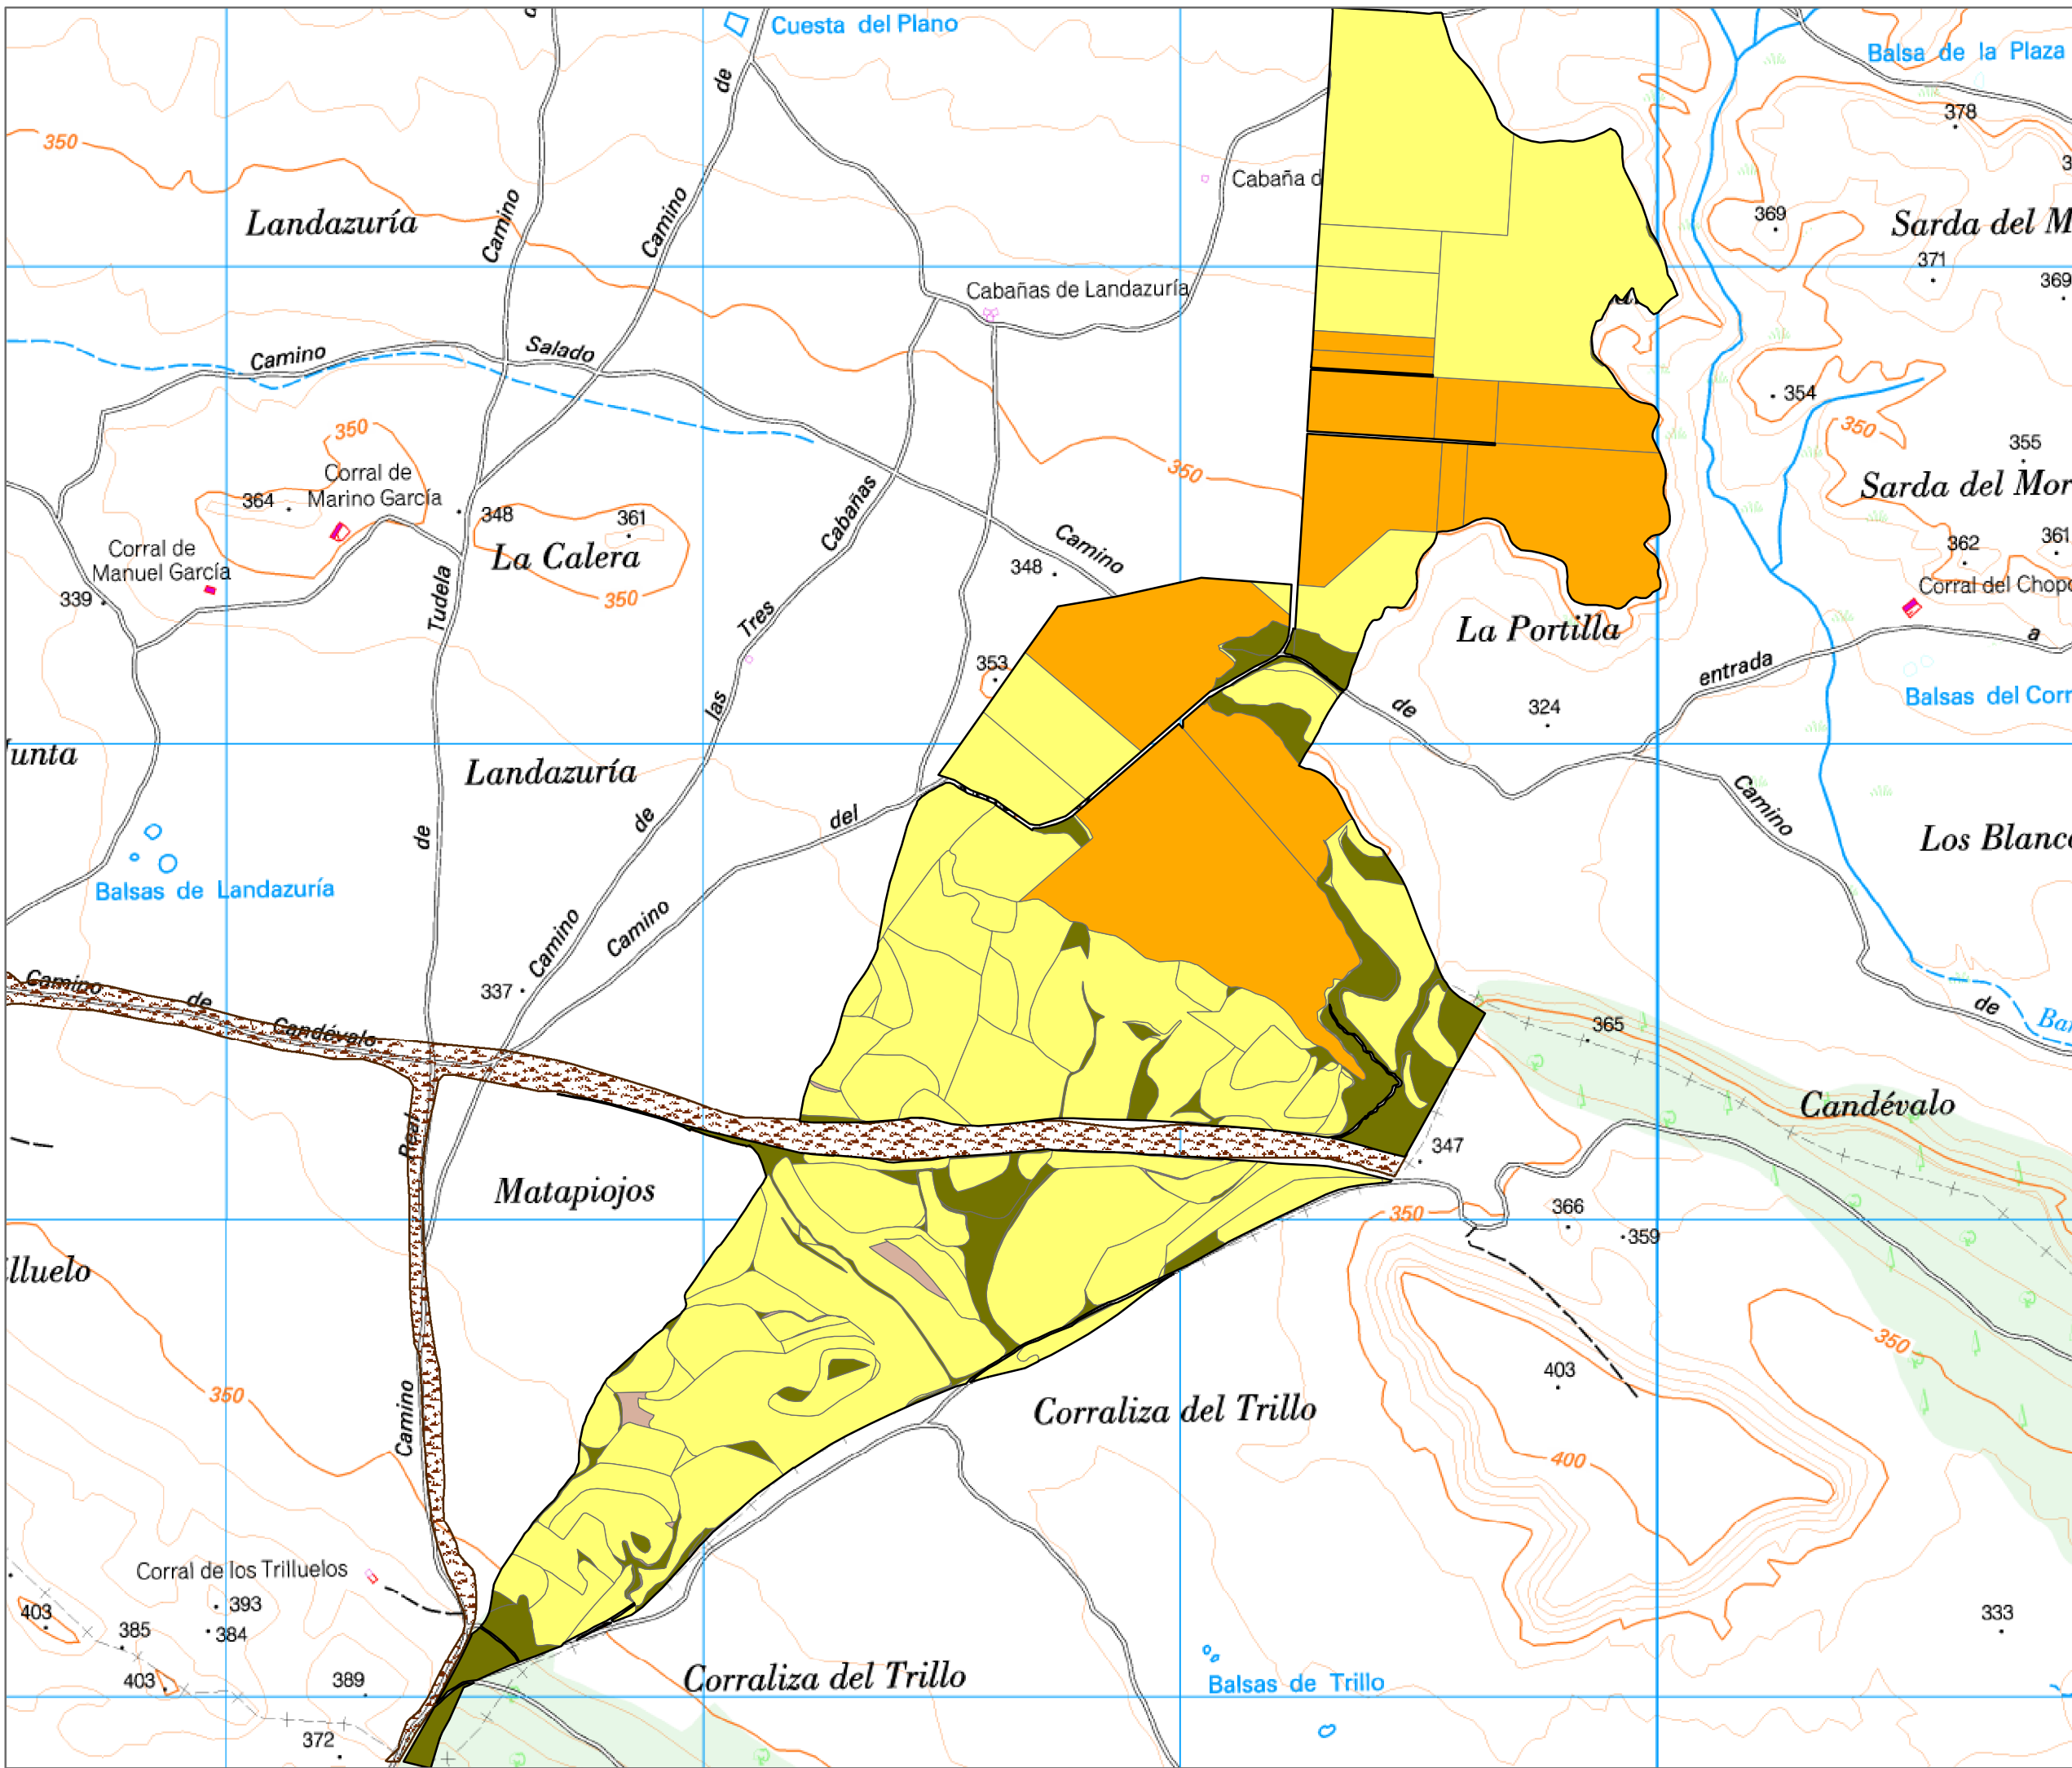 Cuesta del Plano
de
Balsa de la Plaza
378
350
Cabaña d
369
Sarda del M
Landazuría
Camino
Camino
371
369
Cabañas de Landazuría
Camino
Salado
354
350
350
350
355
Corral de
Marino García
364
348
361
Sarda del Mor
La Calera
Cabañas
Camino
362
361
Corral de
Manuel García
348
Corral del Chopo
339
350
Tudela
Tres
La Portilla
a
353
entrada
las
de
324
Balsas del Corr
unta
Landazuría
Camino
de
del
de
Los Blanc
Balsas de Landazuría
Camino
Camino
Camino
de
337
de
Candévalo
365
Bar
Candévalo
Real
347
Matapiojos
350
366
359
lluelo
350
403
350
Camino
Corraliza del Trillo
400
Corral de los Trilluelos
393
403
385
384
333
403
389
Corraliza del Trillo
Balsas de Trillo
372